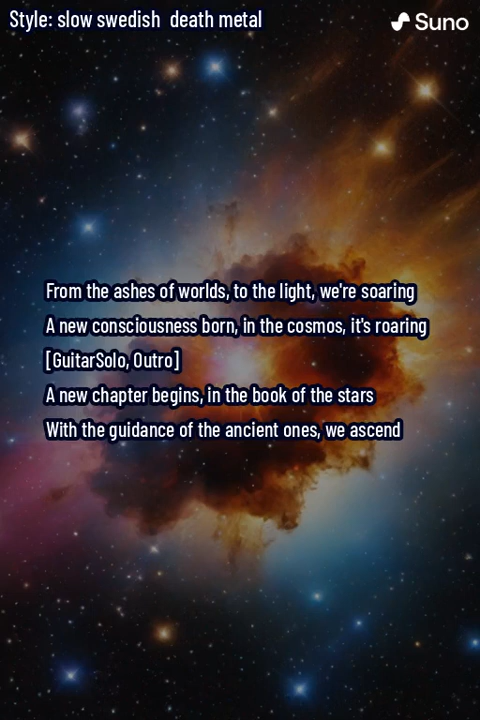 Style: slow swedish death metal
Suno
From the ashes of worlds, to the light, we're soaring
A new consciousness born, in the cosmos, it's roaring
[GuitarSolo, Outro]
A new chapter begins, in the book of the stars
With the guidance of the ancient ones, we ascend